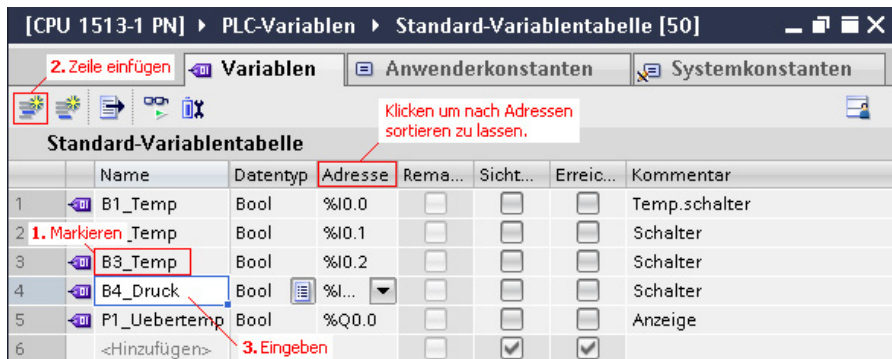 [CPU 1513-1 PN] ▸ PLC-Variablen ▸ Standard-Variablentabelle [50]
2. Zeile einfügen
Variablen
Anwenderkonstanten
Systemkonstanten
Klicken um nach Adressen
sortieren zu lassen.
Standard-Variablentabelle
Name Datentyp Adresse Rema... Sicht... Erreic... Kommentar
1 B1_Temp Bool %I0.0 Temp.schalter
2 1. Markieren _Temp Bool %I0.1 Schalter
3 B3_Temp Bool %I0.2 Schalter
4 B4_Druck Bool %I... Schalter
5 P1_Uebertemp Bool %Q0.0 Anzeige
6 <Hinzufügen> 3. Eingeben